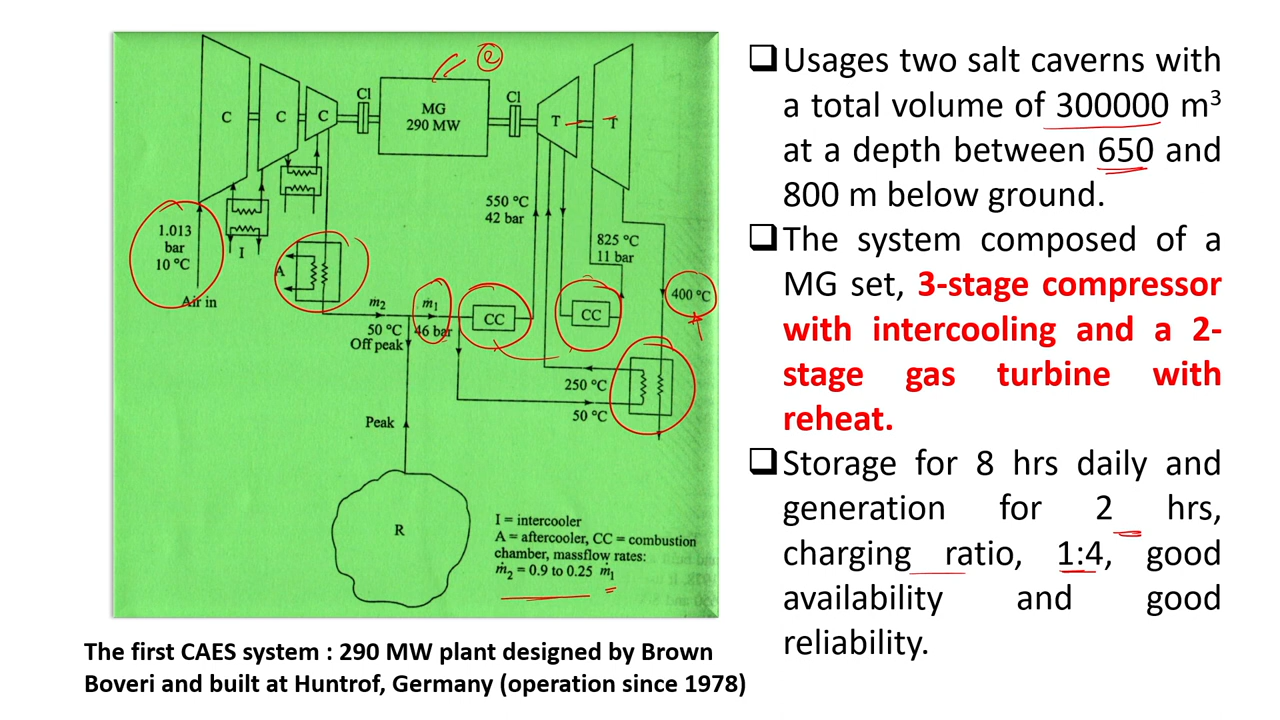 C
C
C
Cl
MG
290 MW
Cl
T
T
1.013
bar
10 °C
Air in
I
A
550 °C
42 bar
825 °C
11 bar
400 °C
ṁ2
ṁ1
CC
CC
50 °C
46 bar
Off peak
250 °C
50 °C
Peak
R
I = intercooler
A = aftercooler, CC = combustion
chamber, massflow rates:
ṁ2 = 0.9 to 0.25 ṁ1
The first CAES system : 290 MW plant designed by Brown
Boveri and built at Huntrof, Germany (operation since 1978)
Usages two salt caverns with
a total volume of 300000 m³
at a depth between 650 and
800 m below ground.
The system composed of a
MG set, 3-stage compressor
with intercooling and a 2-
stage gas turbine with
reheat.
Storage for 8 hrs daily and
generation for 2 hrs,
charging ratio, 1:4, good
availability and good
reliability.